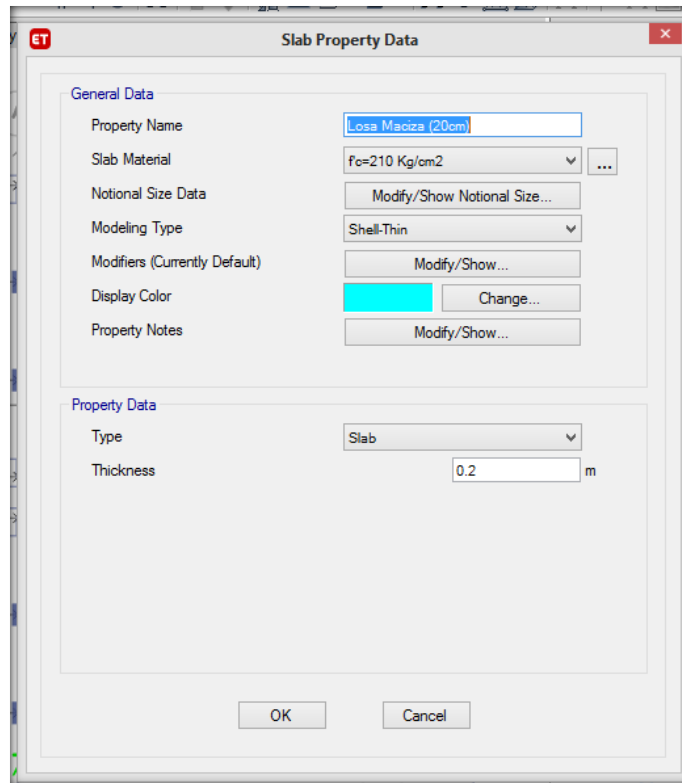 ET Slab Property Data
General Data
Property Name Losa Maciza (20cm)
Slab Material f'c=210 Kg/cm2 ...
Notional Size Data Modify/Show Notional Size...
Modeling Type Shell-Thin
Modifiers (Currently Default) Modify/Show...
Display Color Change...
Property Notes Modify/Show...
Property Data
Type Slab
Thickness 0.2 m
OK Cancel